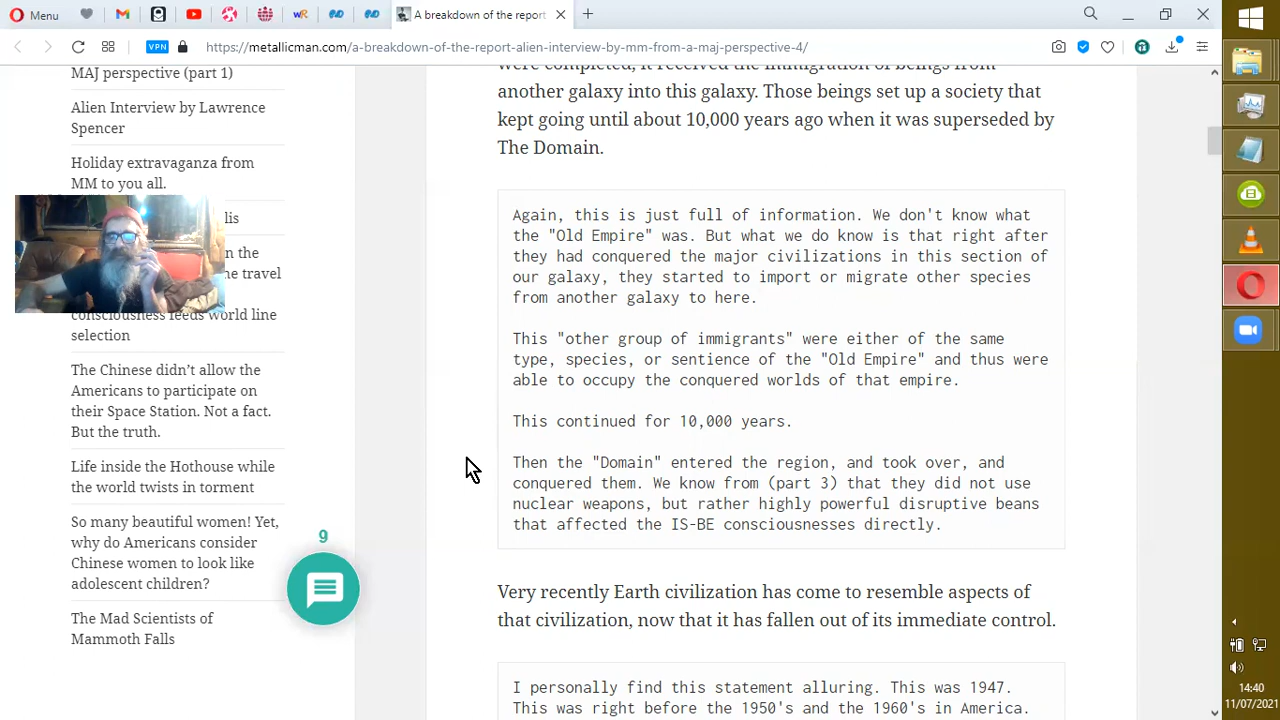 Menu
A breakdown of the report
https://metallicman.com/a-breakdown-of-the-report-alien-interview-by-mm-from-a-maj-perspective-4/
VPN
MAJ perspective (part 1)
Alien Interview by Lawrence
Spencer
Holiday extravaganza from
MM to you all.
lis
n the
ne travel
consciousness feeds world line
selection
The Chinese didn’t allow the
Americans to participate on
their Space Station. Not a fact.
But the truth.
Life inside the Hothouse while
the world twists in torment
So many beautiful women! Yet,
why do Americans consider
Chinese women to look like
adolescent children?
The Mad Scientists of
Mammoth Falls
9
were completed, it received the immigration of beings from
another galaxy into this galaxy. Those beings set up a society that
kept going until about 10,000 years ago when it was superseded by
The Domain.
Again, this is just full of information. We don't know what
the "Old Empire" was. But what we do know is that right after
they had conquered the major civilizations in this section of
our galaxy, they started to import or migrate other species
from another galaxy to here.
This "other group of immigrants" were either of the same
type, species, or sentience of the "Old Empire" and thus were
able to occupy the conquered worlds of that empire.
This continued for 10,000 years.
Then the "Domain" entered the region, and took over, and
conquered them. We know from (part 3) that they did not use
nuclear weapons, but rather highly powerful disruptive beans
that affected the IS-BE consciousnesses directly.
Very recently Earth civilization has come to resemble aspects of
that civilization, now that it has fallen out of its immediate control.
I personally find this statement alluring. This was 1947.
This was right before the 1950's and the 1960's in America.
14:40
11/07/2021